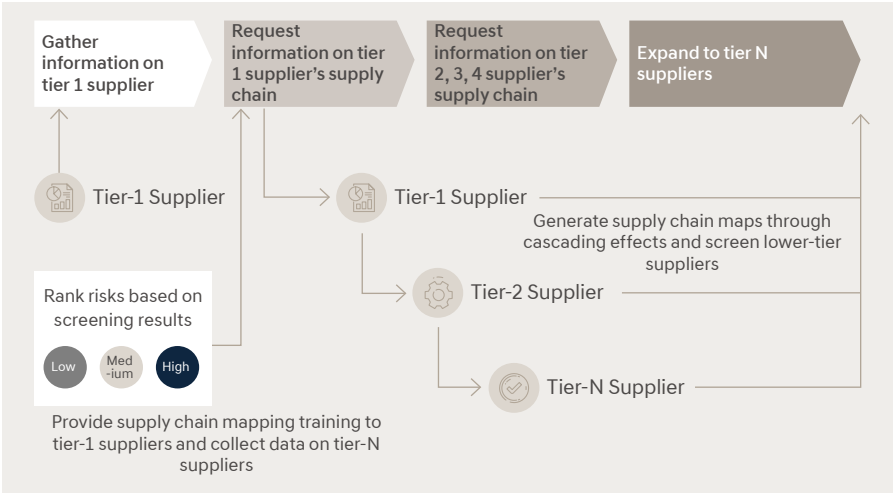 Gather
information on
tier 1 supplier
Request
information on tier
1 supplier's supply
chain
Request
information on tier
2, 3, 4 supplier's
supply chain
Expand to tier N
suppliers
Tier-1 Supplier
Tier-1 Supplier
Generate supply chain maps through
cascading effects and screen lower-tier
suppliers
Tier-2 Supplier
Rank risks based on
screening results
Low
Med
-ium
High
Tier-N Supplier
Provide supply chain mapping training to
tier-1 suppliers and collect data on tier-N
suppliers